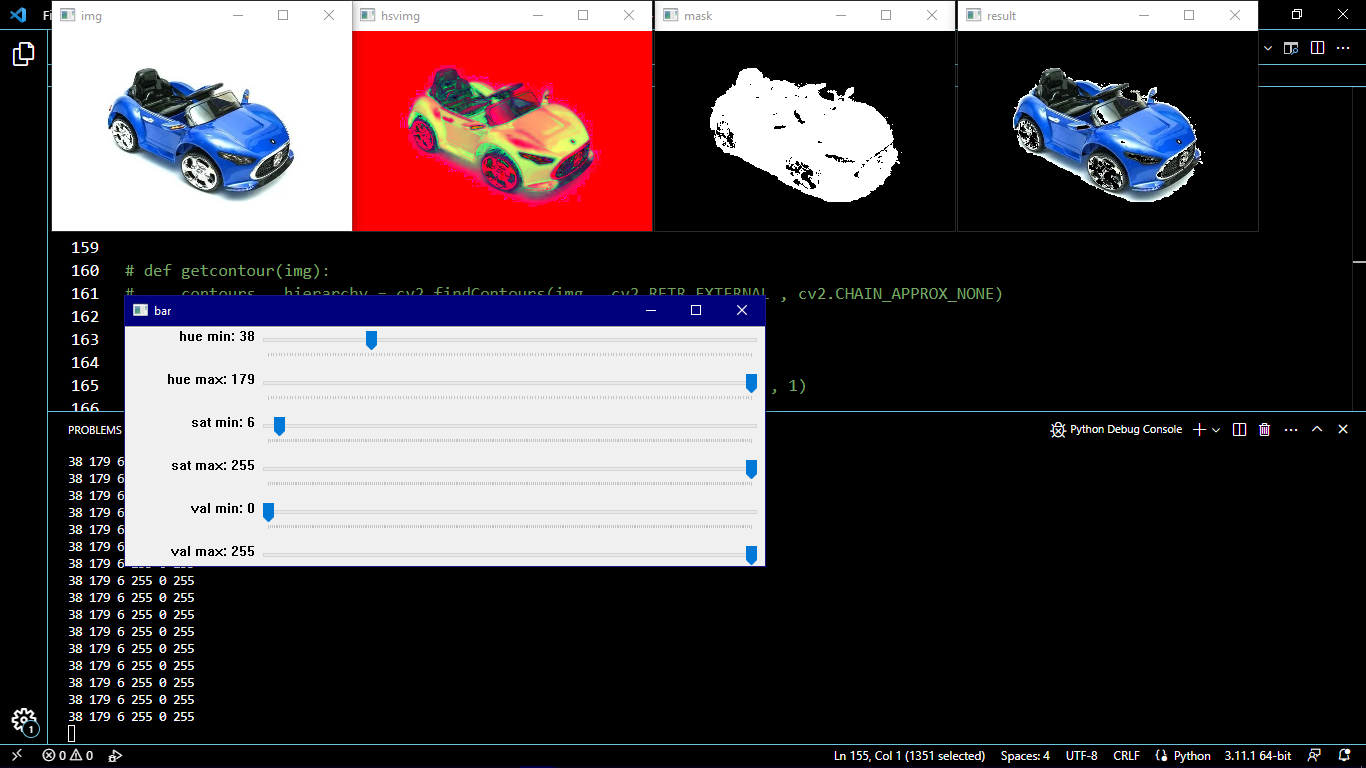 Fi
img
hsvimg
mask
result
159
160 # def getcontour(img):
161 # contours , hierarchy = cv2.findContours(img , cv2.RETR_EXTERNAL , cv2.CHAIN_APPROX_NONE)
162
163
164
165 , 1)
166
bar
hue min: 38
hue max: 179
sat min: 6
sat max: 255
val min: 0
val max: 255
PROBLEMS
Python Debug Console
38 179 6
38 179 6
38 179 6
38 179 6
38 179 6
38 179 6
38 179 6 255 0 255
38 179 6 255 0 255
38 179 6 255 0 255
38 179 6 255 0 255
38 179 6 255 0 255
38 179 6 255 0 255
38 179 6 255 0 255
38 179 6 255 0 255
38 179 6 255 0 255
38 179 6 255 0 255
1
0 0
Ln 155, Col 1 (1351 selected) Spaces: 4 UTF-8 CRLF Python 3.11.1 64-bit